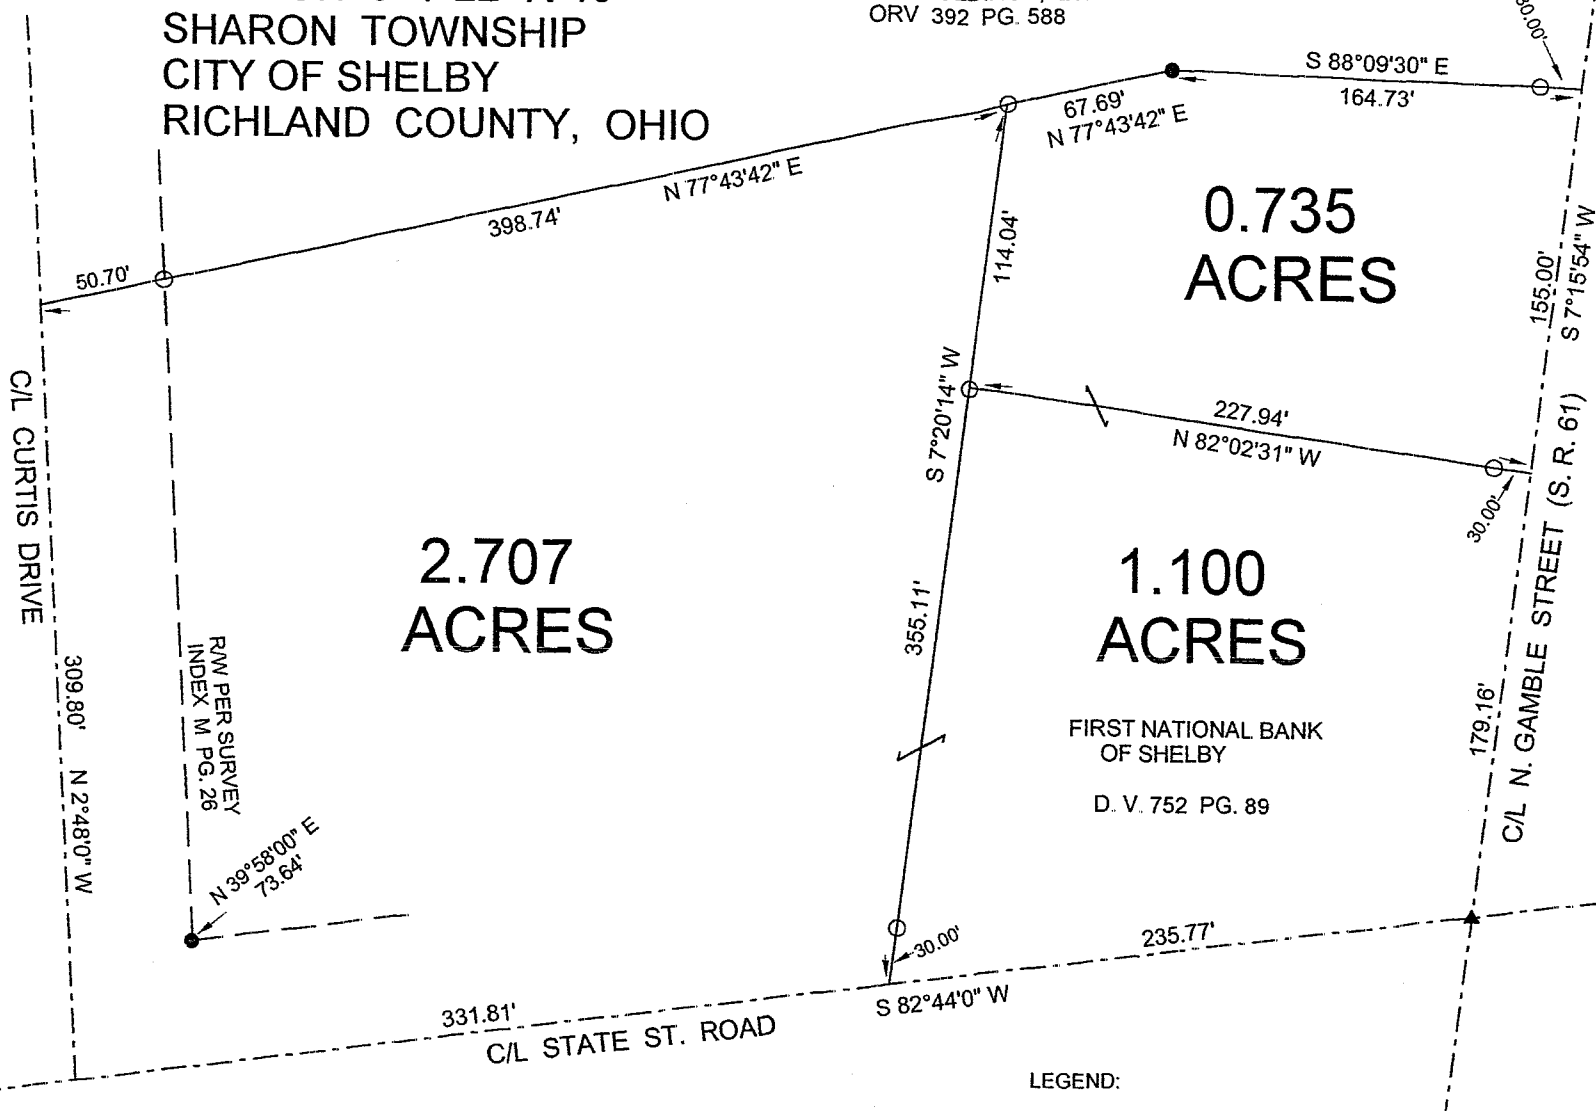 SHARON TOWNSHIP
CITY OF SHELBY
RICHLAND COUNTY, OHIO
ORV 392 PG. 588
30.00'
S 88°09'30" E
164.73'
67.69'
N 77°43'42" E
N 77°43'42" E
398.74'
50.70'
114.04'
0.735
ACRES
155.00'
S 7°15'54" W
S 7°20'14" W
227.94'
N 82°02'31" W
30.00'
C/L CURTIS DRIVE
309.80' N 2°48'0" W
R/W PER SURVEY
INDEX M PG. 26
2.707
ACRES
355.11'
1.100
ACRES
FIRST NATIONAL BANK
OF SHELBY
D. V. 752 PG. 89
179.16'
C/L N. GAMBLE STREET (S. R. 61)
N 39°58'00" E
73.64'
30.00'
235.77'
S 82°44'0" W
331.81'
C/L STATE ST. ROAD
LEGEND: